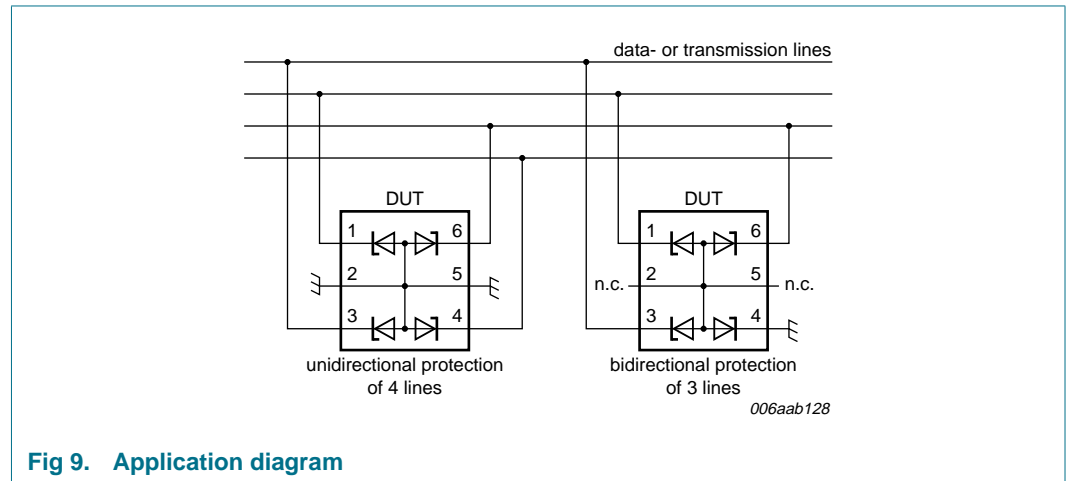 data- or transmission lines
DUT
1 6
2 5
3 4
unidirectional protection
of 4 lines
DUT
1 6
n.c. 2 5 n.c.
3 4
bidirectional protection
of 3 lines
006aab128
Fig 9. Application diagram